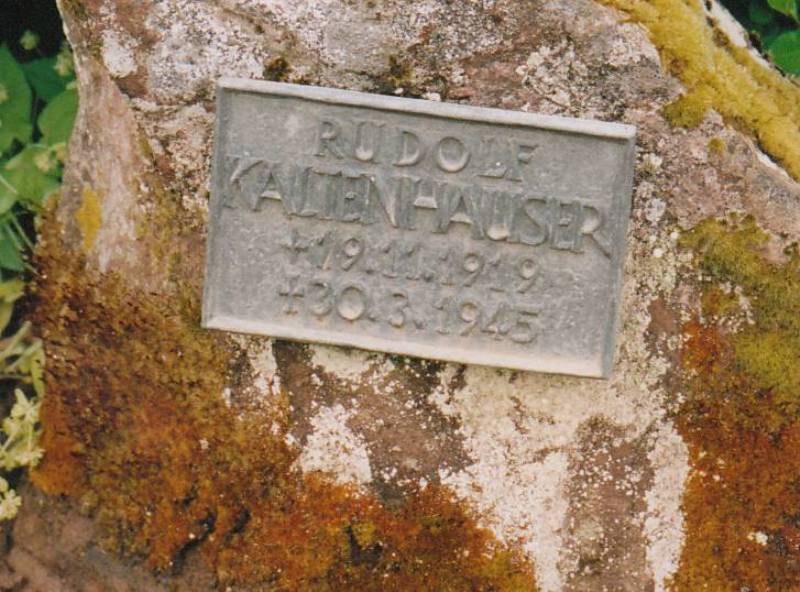 RUDOLF
KALTENHAUSER
+19.11.1919
+30.3.1945